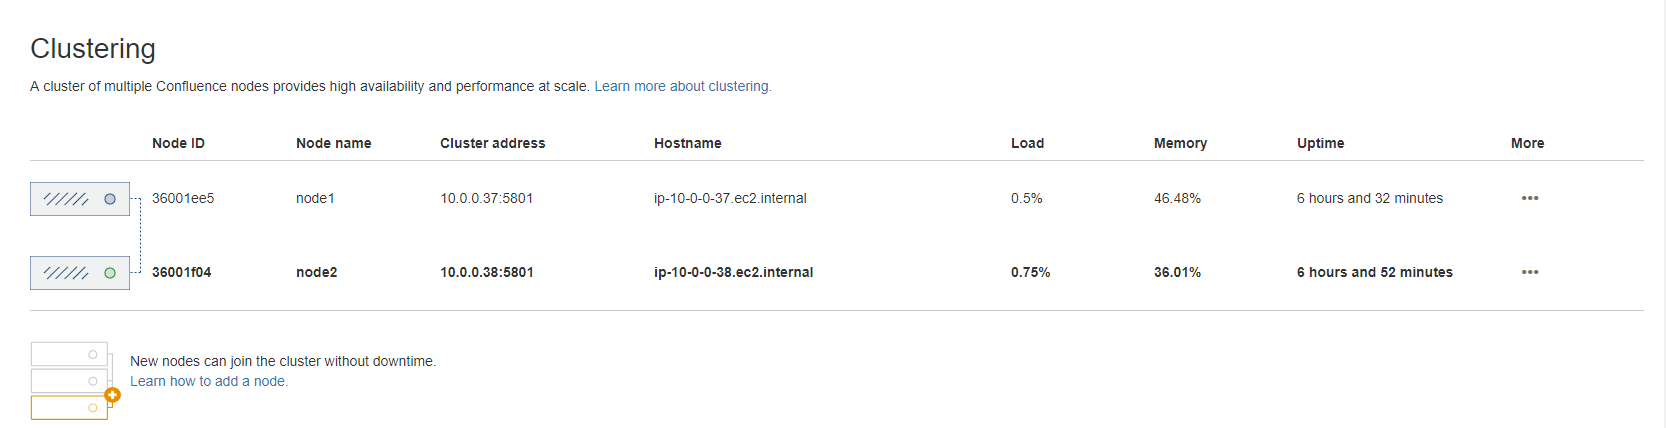 Clustering
A cluster of multiple Confluence nodes provides high availability and performance at scale. Learn more about clustering.
Node ID Node name Cluster address Hostname Load Memory Uptime More
36001ee5 node1 10.0.0.37:5801 ip-10-0-0-37.ec2.internal 0.5% 46.48% 6 hours and 32 minutes •••
36001f04 node2 10.0.0.38:5801 ip-10-0-0-38.ec2.internal 0.75% 36.01% 6 hours and 52 minutes •••
New nodes can join the cluster without downtime.
Learn how to add a node.